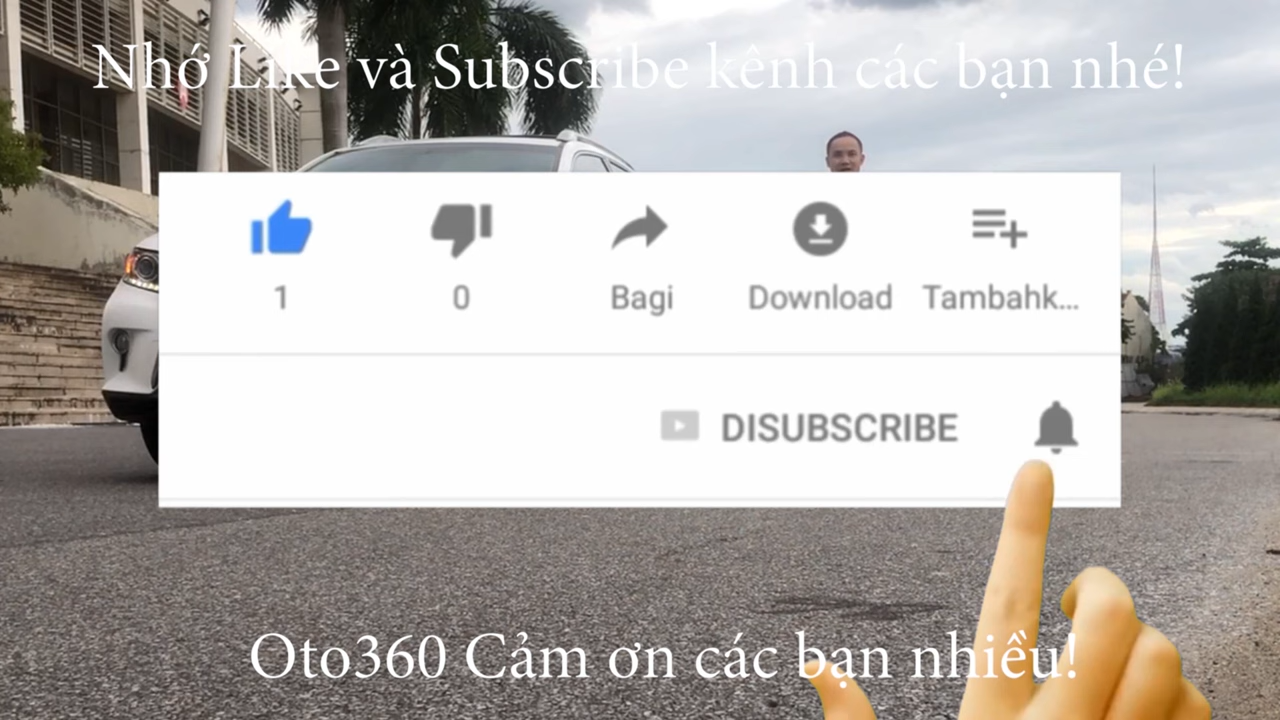 Nhớ Like và Subscribe kênh các bạn nhé!
1
0
Bagi
Download
Tambahk...
DISUBSCRIBE
Oto360 Cảm ơn các bạn nhiều!